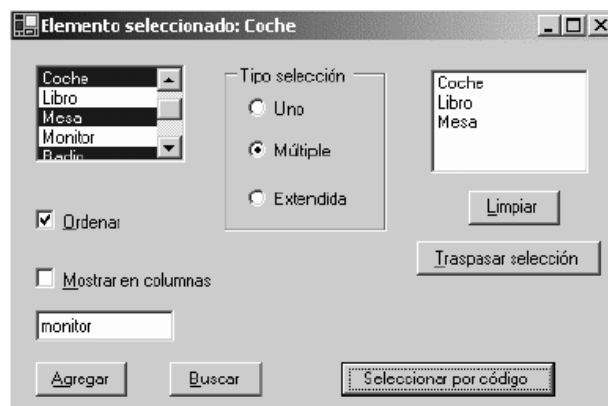 Elemento seleccionado: Coche
Coche
Libro
Mesa
Monitor
Radio
Tipo selección
Uno
Múltiple
Extendida
Coche
Libro
Mesa
Limpiar
Ordenar
Traspasar selección
Mostrar en columnas
monitor
Agregar
Buscar
Seleccionar por código